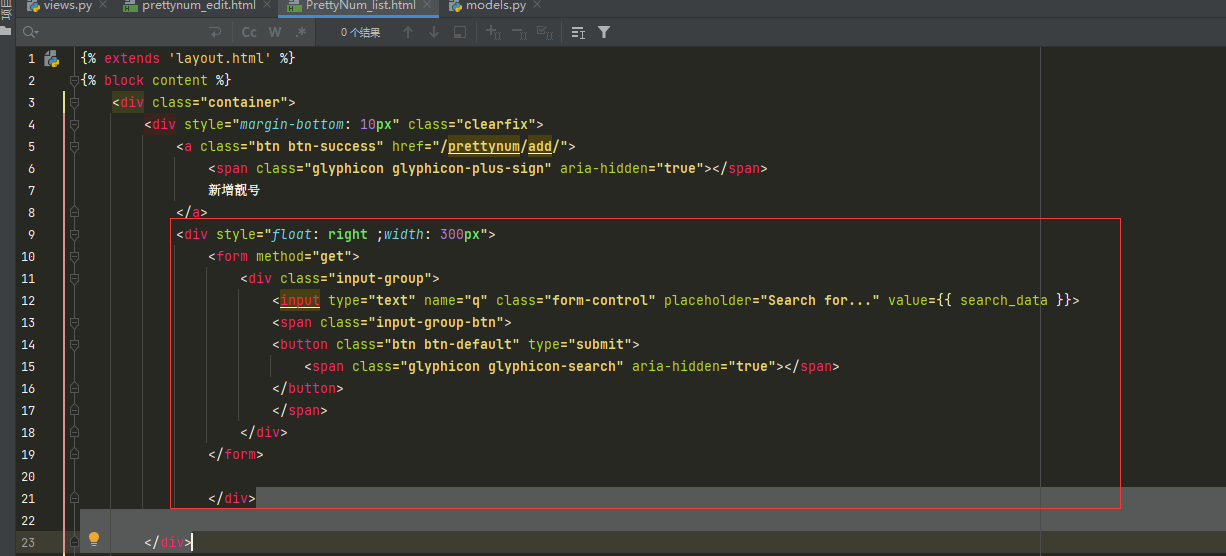 项目
views.py
prettynum_edit.html
PrettyNum_list.html
models.py
Cc W .* 0 个结果
1 {% extends 'layout.html' %}
2 {% block content %}
3 <div class="container">
4 <div style="margin-bottom: 10px" class="clearfix">
5 <a class="btn btn-success" href="/prettynum/add/">
6 <span class="glyphicon glyphicon-plus-sign" aria-hidden="true"></span>
7 新增靓号
8 </a>
9 <div style="float: right ;width: 300px">
10 <form method="get">
11 <div class="input-group">
12 <input type="text" name="q" class="form-control" placeholder="Search for..." value={{ search_data }}>
13 <span class="input-group-btn">
14 <button class="btn btn-default" type="submit">
15 <span class="glyphicon glyphicon-search" aria-hidden="true"></span>
16 </button>
17 </span>
18 </div>
19 </form>
20
21 </div>
22
23 </div>